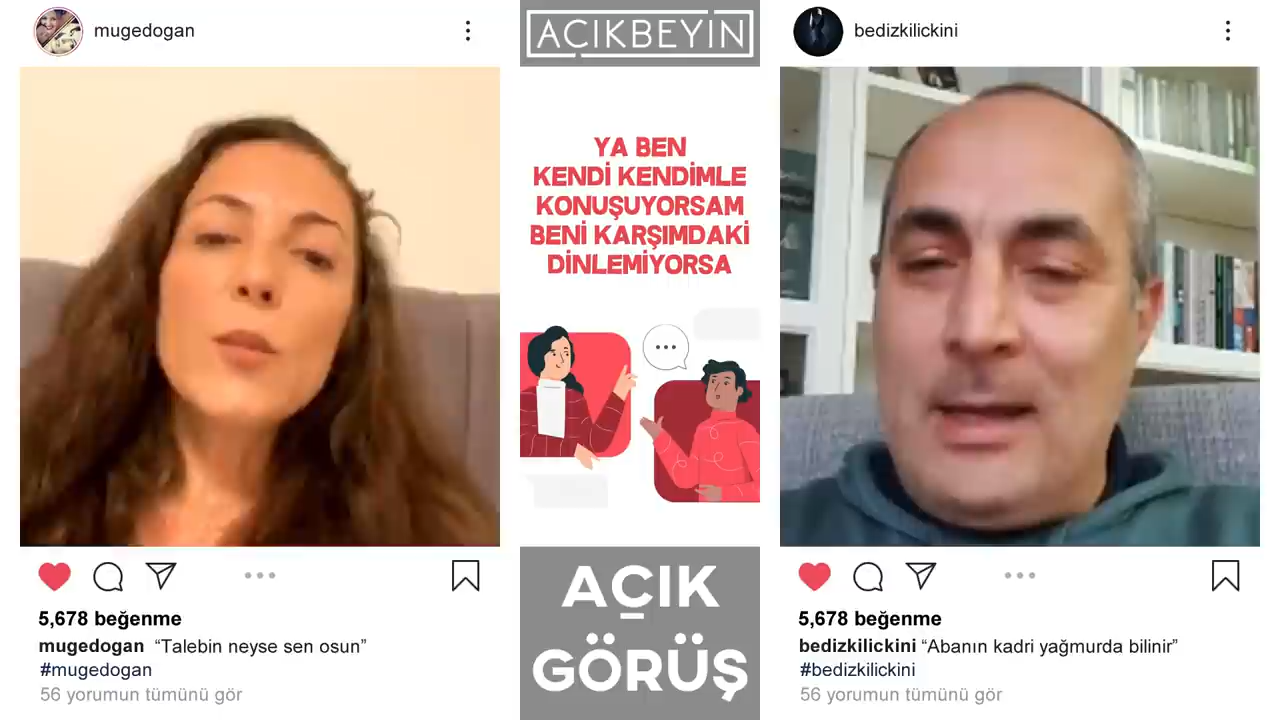 mugedogan
5,678 beğenme
mugedogan “Talebin neyse sen osun”
#mugedogan
56 yorumun tümünü gör
AÇIKBEYİN
YA BEN
KENDİ KENDİMLE
KONUŞUYORSAM
BENİ KARŞIMDAKİ
DİNLEMİYORSA
AÇIK
GÖRÜŞ
bedizkilickini
5,678 beğenme
bedizkilickini “Abanın kadri yağmurda bilinir”
#bedizkilickini
56 yorumun tümünü gör